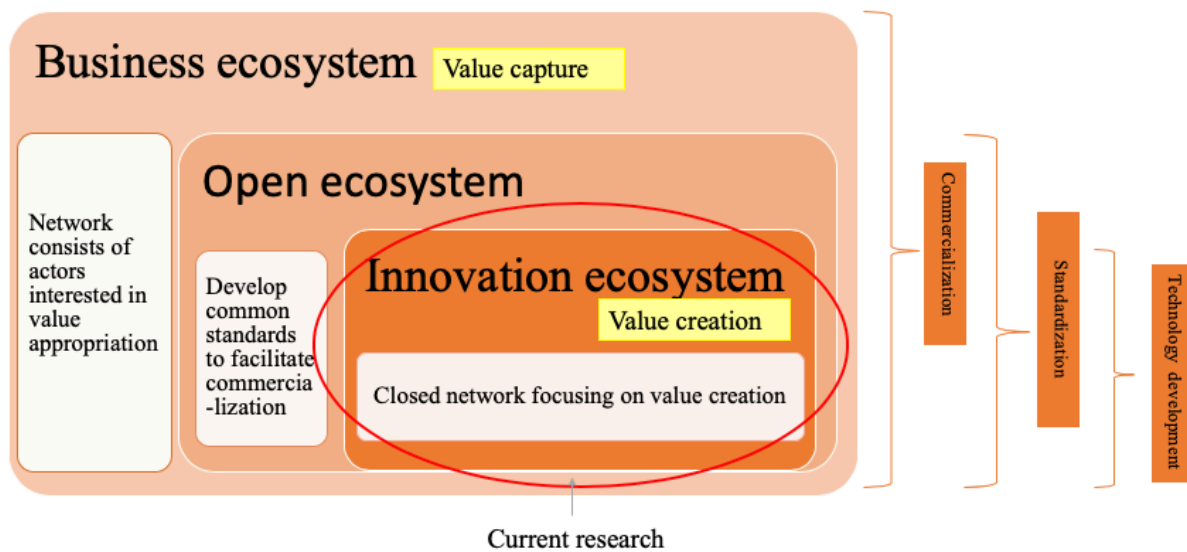 Business ecosystem
Value capture
Network
consists of
actors
interested in
value
appropriation
Open ecosystem
Develop
common
standards
to facilitate
commercia
-lization
Innovation ecosystem
Value creation
Closed network focusing on value creation
Current research
Commercialization
Standardization
Technology development